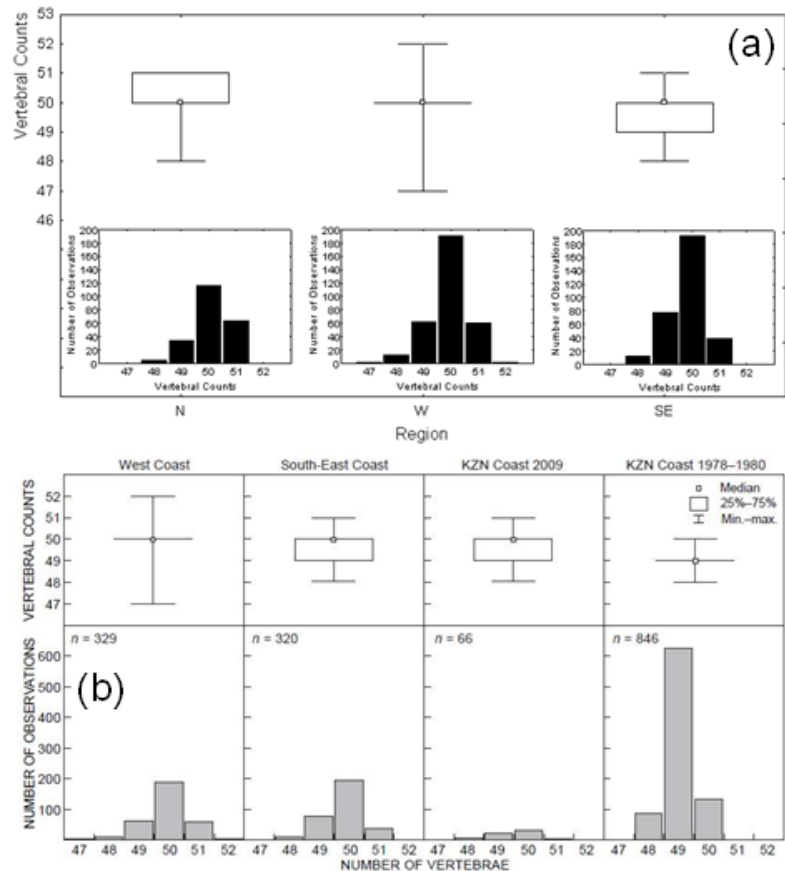 (a)
Vertebral Counts
53
52
51
50
49
48
47
46
Number of Observations
200
180
160
140
120
100
80
60
40
20
0
47 48 49 50 51 52
Vertebral Counts
Number of Observations
200
180
160
140
120
100
80
60
40
20
0
47 48 49 50 51 52
Vertebral Counts
Number of Observations
200
180
160
140
120
100
80
60
40
20
0
47 48 49 50 51 52
Vertebral Counts
N W SE
Region
West Coast South-East Coast KZN Coast 2009 KZN Coast 1978–1980
VERTEBRAL COUNTS
52
51
50
49
48
47
Median
25%–75%
Min.–max.
n = 329 n = 320 n = 66 n = 846
(b)
NUMBER OF OBSERVATIONS
600
500
400
300
200
100
47 48 49 50 51 52 47 48 49 50 51 52 47 48 49 50 51 52 47 48 49 50 51 52
NUMBER OF VERTEBRAE